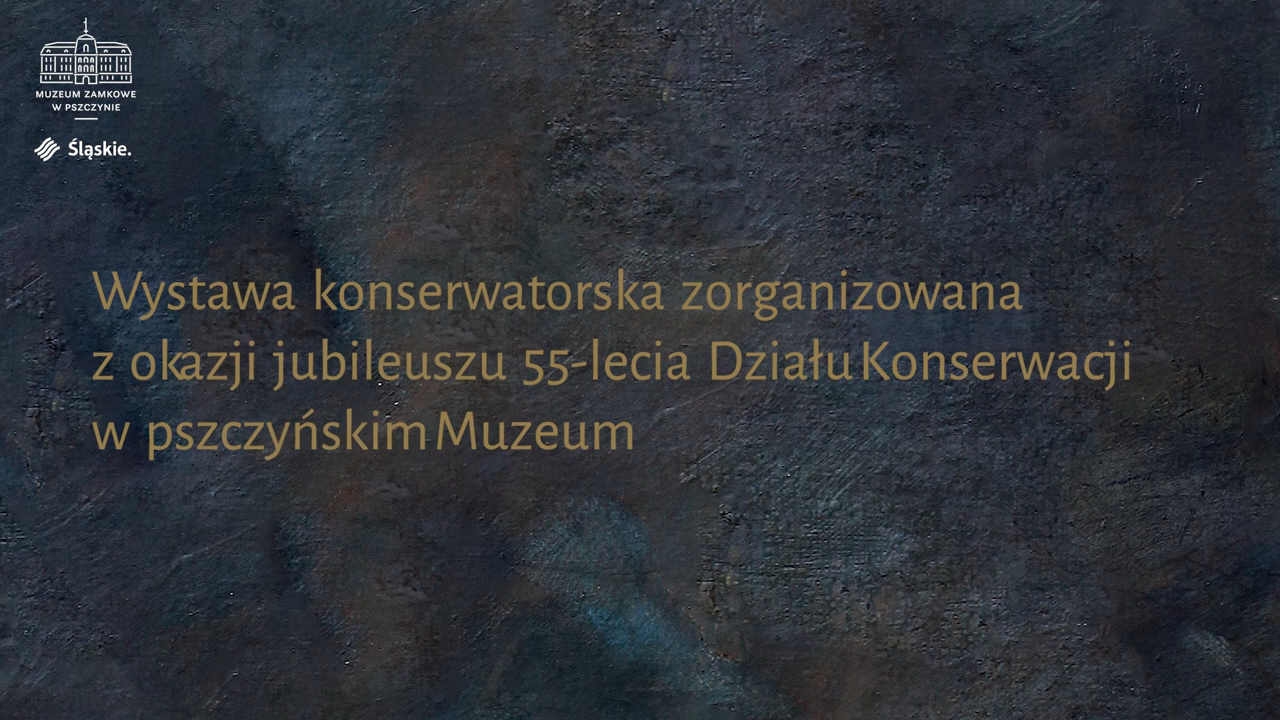 MUZEUM ZAMKOWE
W PSZCZYNIE
Śląskie.
Wystawa konserwatorska zorganizowana
z okazji jubileuszu 55-lecia Działu Konserwacji
w pszczyńskim Muzeum